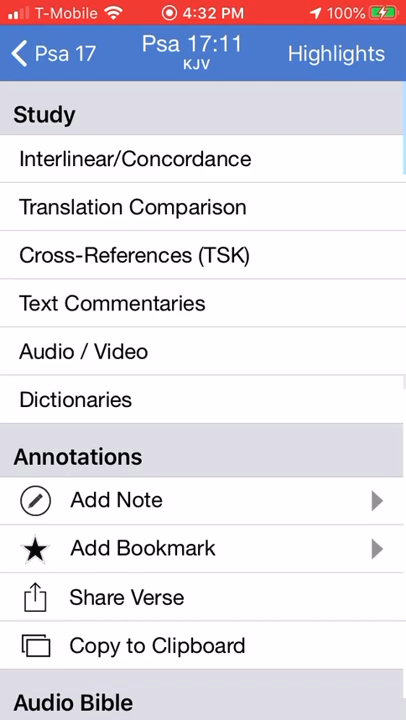 T-Mobile 4:32 PM 100%
Psa 17 Psa 17:11 Highlights
KJV
Study
Interlinear/Concordance
Translation Comparison
Cross-References (TSK)
Text Commentaries
Audio / Video
Dictionaries
Annotations
Add Note
Add Bookmark
Share Verse
Copy to Clipboard
Audio Bible